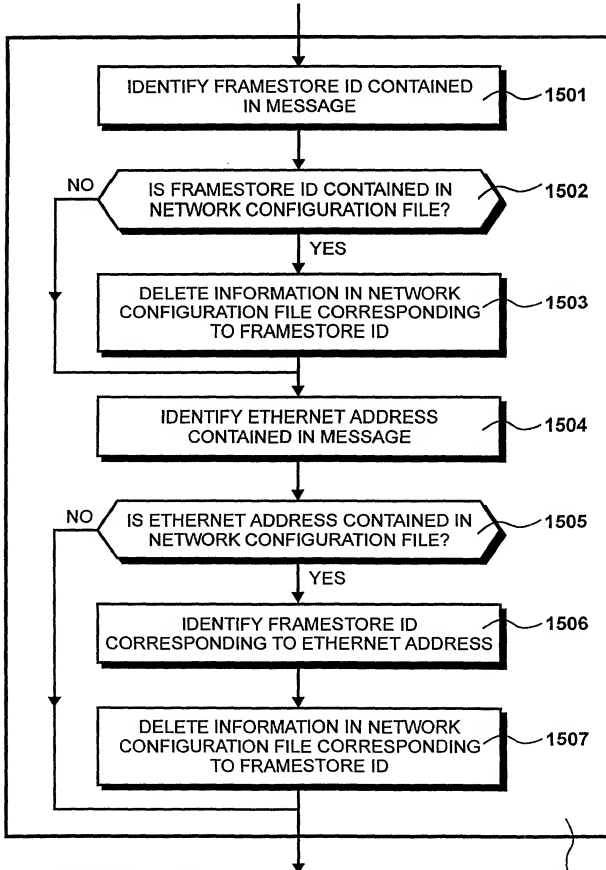 IDENTIFY FRAMESTORE ID CONTAINED
IN MESSAGE
1501
NO
IS FRAMESTORE ID CONTAINED IN
NETWORK CONFIGURATION FILE?
1502
YES
DELETE INFORMATION IN NETWORK
CONFIGURATION FILE CORRESPONDING
TO FRAMESTORE ID
1503
IDENTIFY ETHERNET ADDRESS
CONTAINED IN MESSAGE
1504
NO
IS ETHERNET ADDRESS CONTAINED IN
NETWORK CONFIGURATION FILE?
1505
YES
IDENTIFY FRAMESTORE ID
CORRESPONDING TO ETHERNET ADDRESS
1506
DELETE INFORMATION IN NETWORK
CONFIGURATION FILE CORRESPONDING
TO FRAMESTORE ID
1507